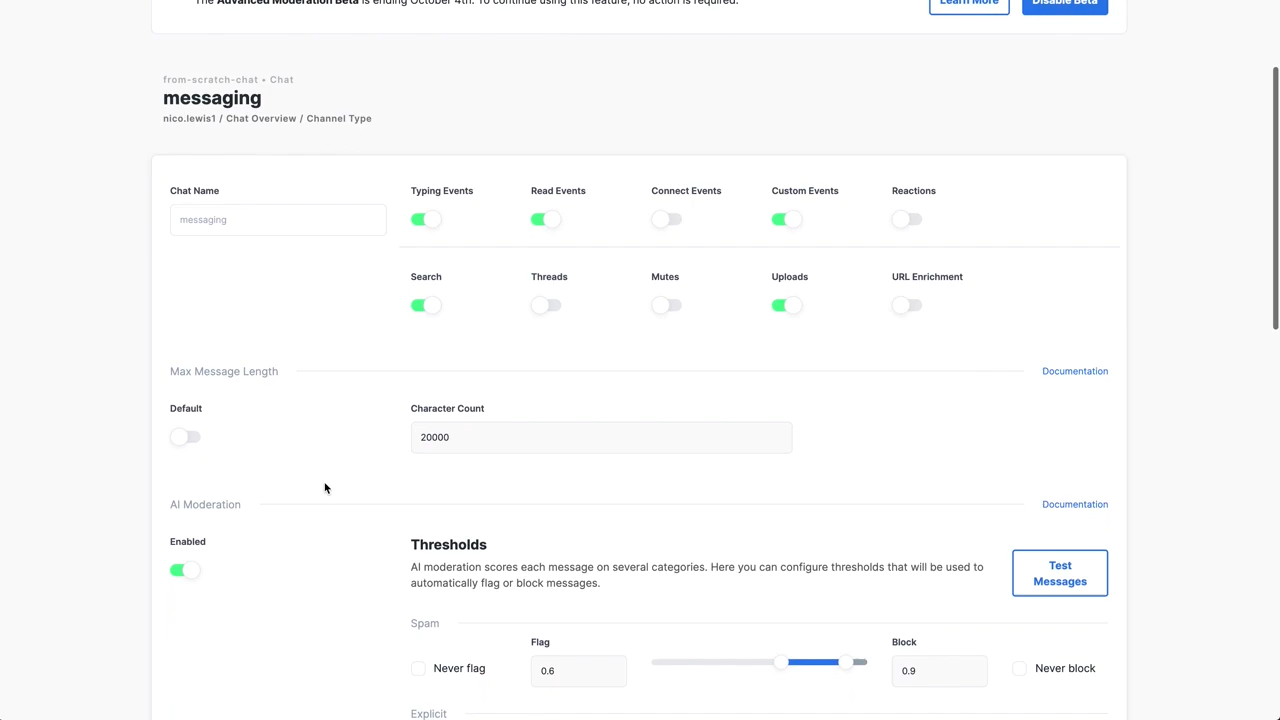 The Advanced Moderation Beta is ending October 4th. To continue using this feature, no action is required.
Learn More
Disable Beta
from-scratch-chat • Chat
messaging
nico.lewis1 / Chat Overview / Channel Type
Chat Name
Typing Events
Read Events
Connect Events
Custom Events
Reactions
messaging
Search
Threads
Mutes
Uploads
URL Enrichment
Max Message Length
Documentation
Default
Character Count
20000
AI Moderation
Documentation
Enabled
Thresholds
AI moderation scores each message on several categories. Here you can configure thresholds that will be used to
automatically flag or block messages.
Test
Messages
Spam
Flag
Block
Never flag
0.6
0.9
Never block
Explicit